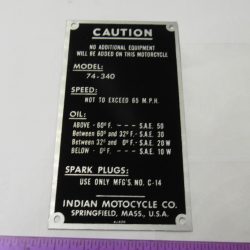 CAUTION
NO ADDITIONAL EQUIPMENT
WILL BE ADDED ON THIS MOTORCYCLE
MODEL:
74-340
SPEED:
NOT TO EXCEED 65 M.P.H.
OIL:
ABOVE - 60° F. - - S.A.E. 50
Between 60° and 32° F. - S.A.E. 30
Between 32° and 0° F. - S.A.E. 20 W
BELOW - 0° F. - - S.A.E. 10 W
SPARK PLUGS:
USE ONLY MFG'S. NO. C-14
INDIAN MOTOCYCLE CO.
SPRINGFIELD, MASS., U.S.A.